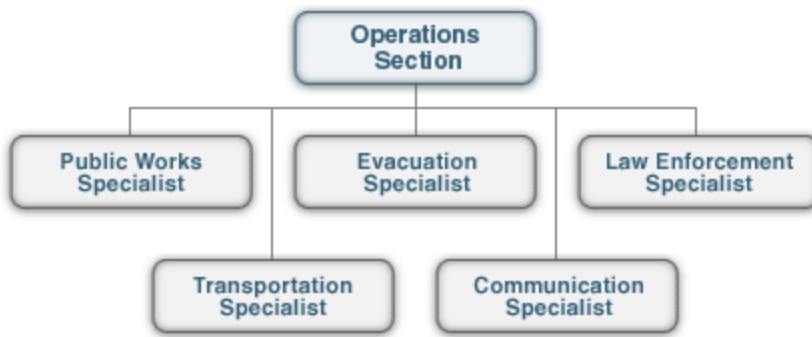 Operations
Section
Public Works
Specialist
Evacuation
Specialist
Law Enforcement
Specialist
Transportation
Specialist
Communication
Specialist